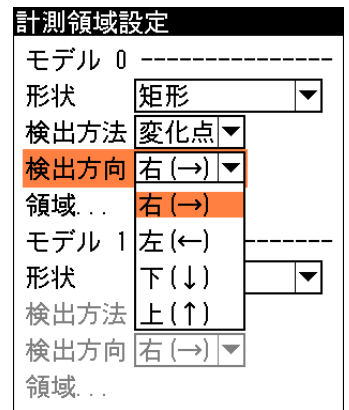 計測領域設定
モデル 0 ----------------
形状 矩形
検出方法 変化点
検出方向 右(→)
領域... 右(→)
モデル 1 左(←) --------
形状 下(↓)
検出方法 上(↑)
検出方向 右(→)
領域...